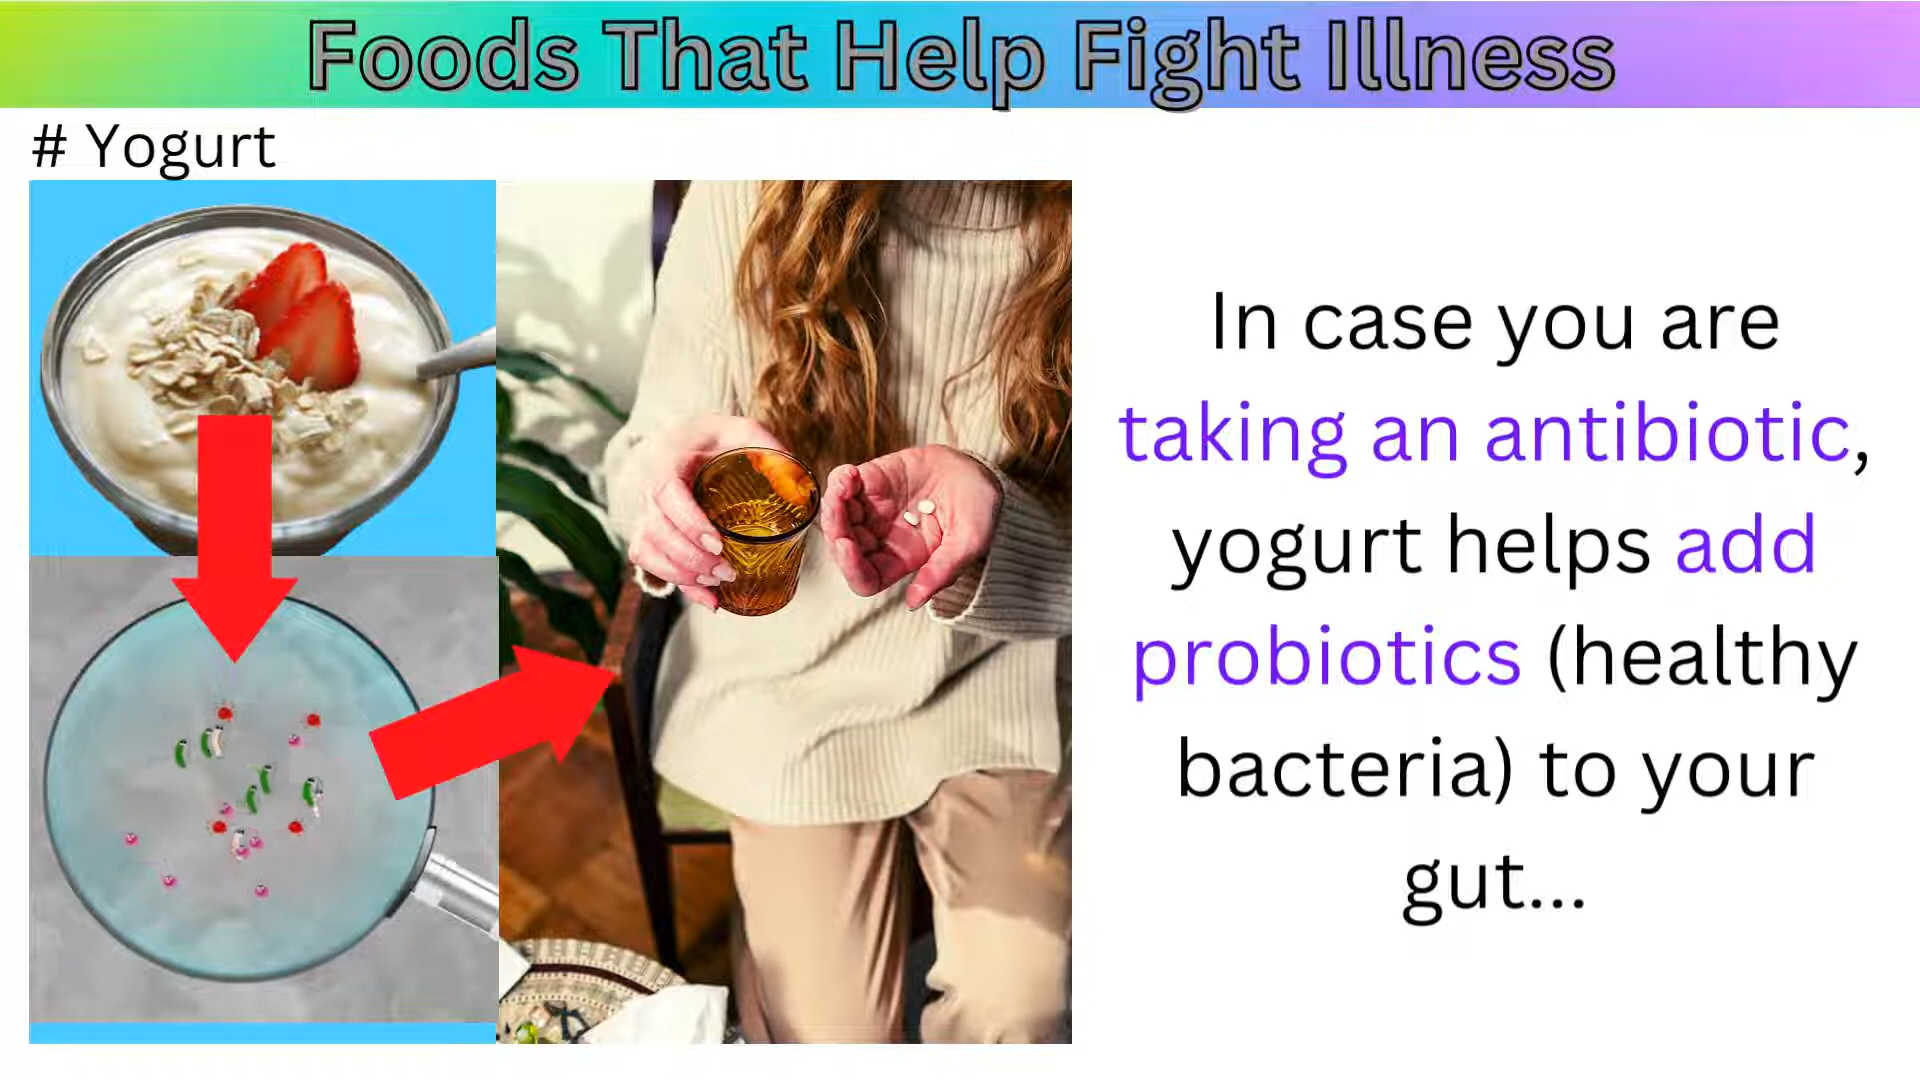 Foods That Help Fight Illness
# Yogurt
In case you are
taking an antibiotic,
yogurt helps add
probiotics (healthy
bacteria) to your
gut...